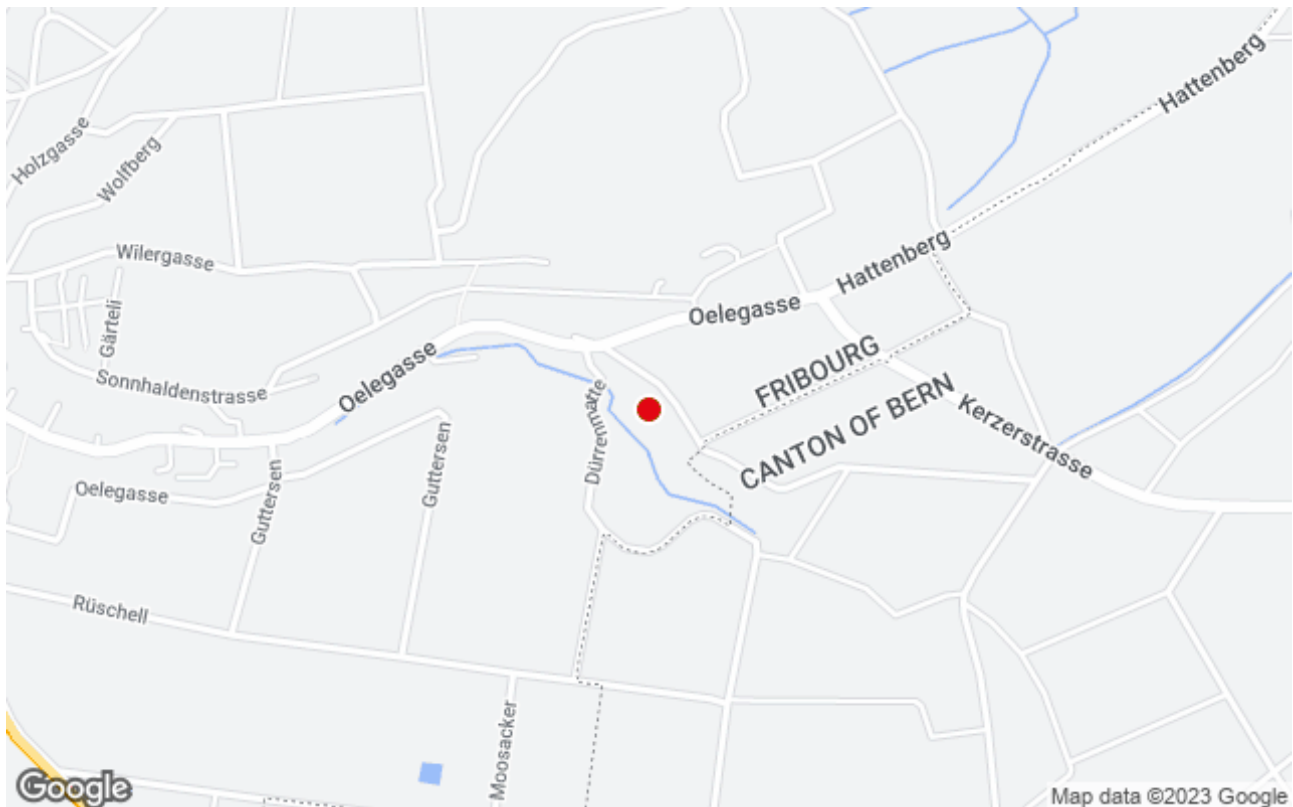 Hattenberg
Holzgasse
Wolfberg
Wilergasse
Hattenberg
Oelegasse
Gärteli
Sonnhaldenstrasse
Oelegasse
FRIBOURG
CANTON OF BERN
Kerzerstrasse
Dürrenmatte
Guttersen
Oelegasse
Guttersen
Rüschell
Moosacker
Google
Map data ©2023 Google